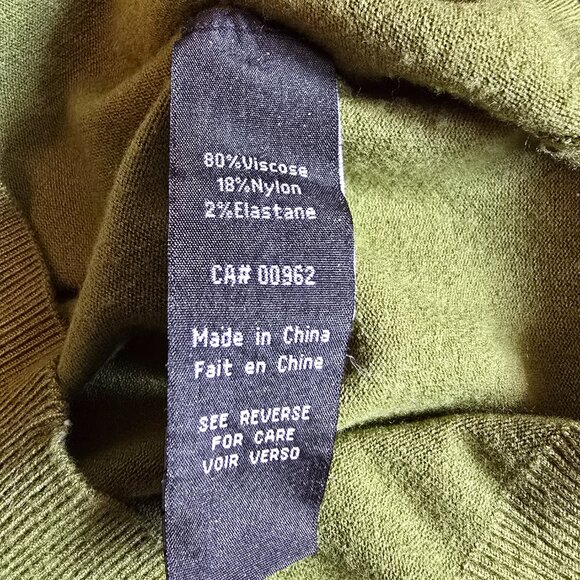 80%Viscose
18%Nylon
2%Elastane
CA# 00962
Made in China
Fait en Chine
SEE REVERSE
FOR CARE
VOIR VERSO